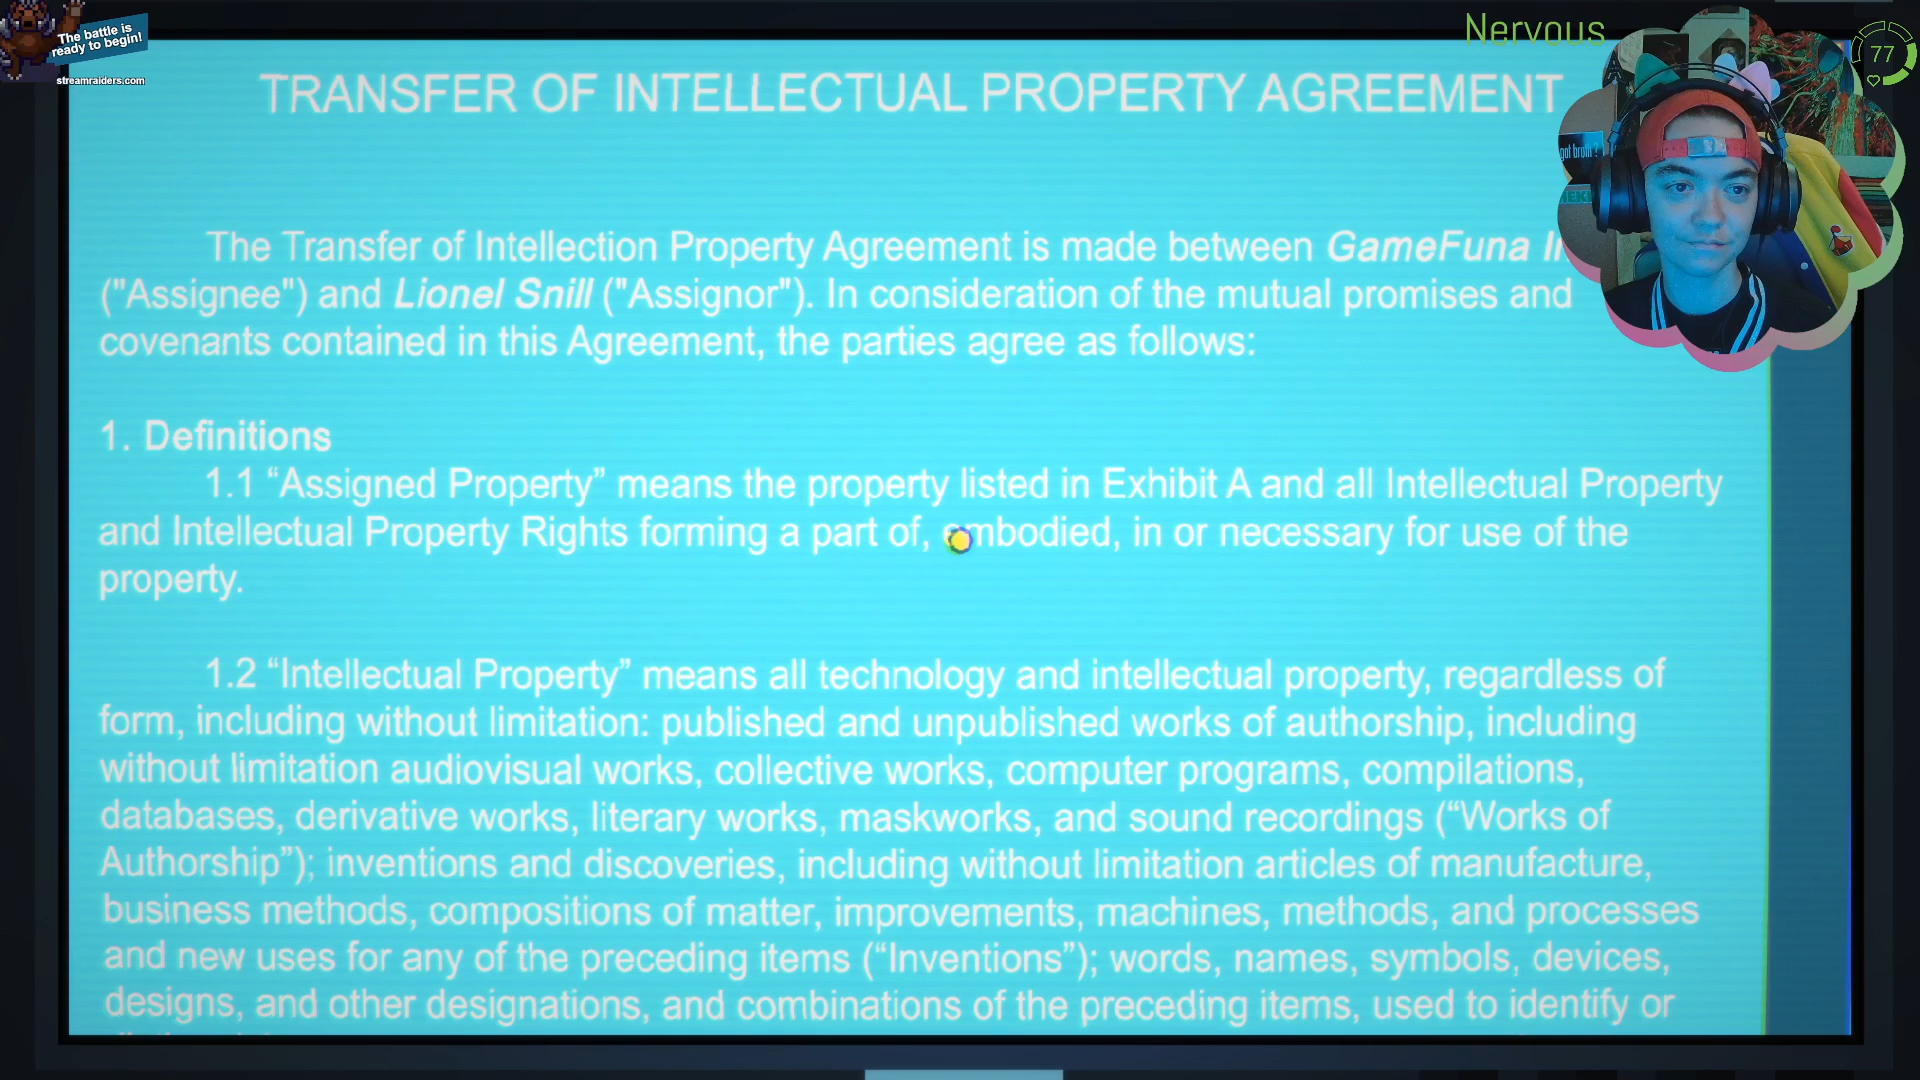 The battle is
ready to begin!
streamraiders.com
Nervous
77
TRANSFER OF INTELLECTUAL PROPERTY AGREEMENT
got broth?
The Transfer of Intellection Property Agreement is made between GameFuna
("Assignee") and Lionel Snill ("Assignor"). In consideration of the mutual promises and
covenants contained in this Agreement, the parties agree as follows:
1. Definitions
1.1 “Assigned Property” means the property listed in Exhibit A and all Intellectual Property
and Intellectual Property Rights forming a part of, embodied, in or necessary for use of the
property.
1.2 “Intellectual Property” means all technology and intellectual property, regardless of
form, including without limitation: published and unpublished works of authorship, including
without limitation audiovisual works, collective works, computer programs, compilations,
databases, derivative works, literary works, maskworks, and sound recordings (“Works of
Authorship”); inventions and discoveries, including without limitation articles of manufacture,
business methods, compositions of matter, improvements, machines, methods, and processes
and new uses for any of the preceding items (“Inventions”); words, names, symbols, devices,
designs, and other designations, and combinations of the preceding items, used to identify or